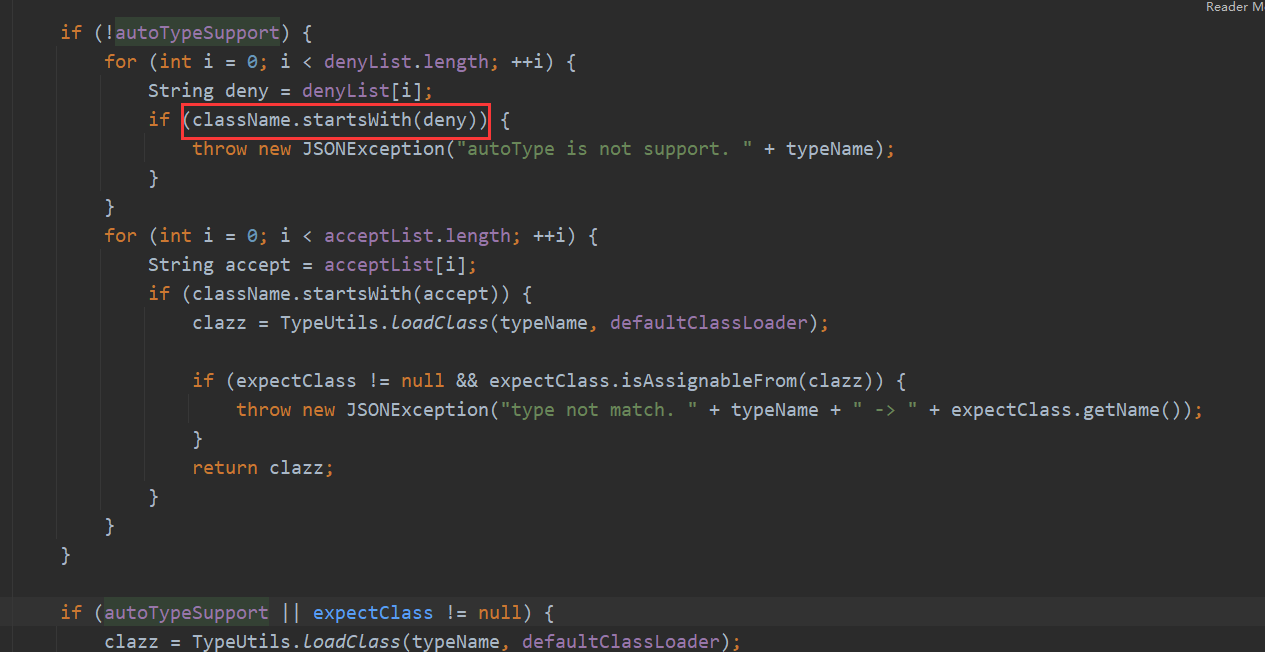 Reader M
if (!autoTypeSupport) {
for (int i = 0; i < denyList.length; ++i) {
String deny = denyList[i];
if (className.startsWith(deny)) {
throw new JSONException("autoType is not support. " + typeName);
}
}
for (int i = 0; i < acceptList.length; ++i) {
String accept = acceptList[i];
if (className.startsWith(accept)) {
clazz = TypeUtils.loadClass(typeName, defaultClassLoader);
if (expectClass != null && expectClass.isAssignableFrom(clazz)) {
throw new JSONException("type not match. " + typeName + " -> " + expectClass.getName());
}
return clazz;
}
}
}
if (autoTypeSupport || expectClass != null) {
clazz = TypeUtils.loadClass(typeName, defaultClassLoader);